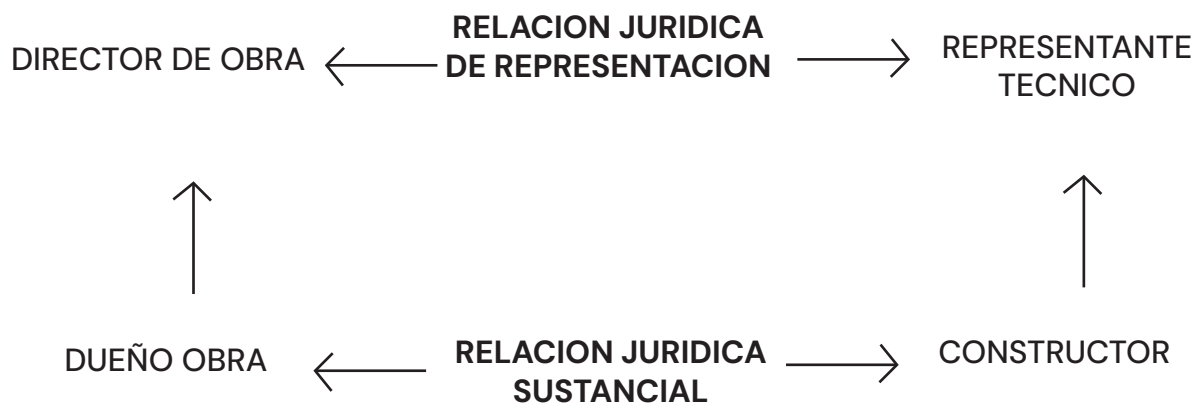 DIRECTOR DE OBRA
RELACION JURIDICA
DE REPRESENTACION
REPRESENTANTE
TECNICO
DUEÑO OBRA
RELACION JURIDICA
SUSTANCIAL
CONSTRUCTOR